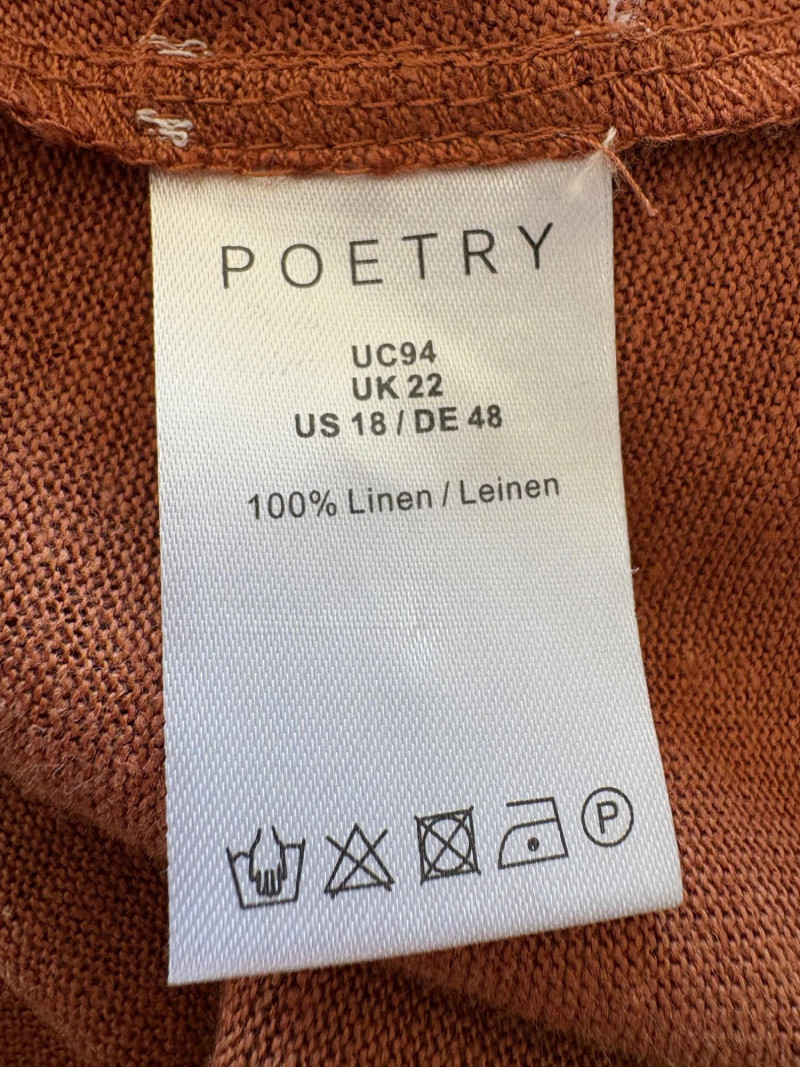 POETRY
UC94
UK 22
US 18 / DE 48
100% Linen / Leinen
P